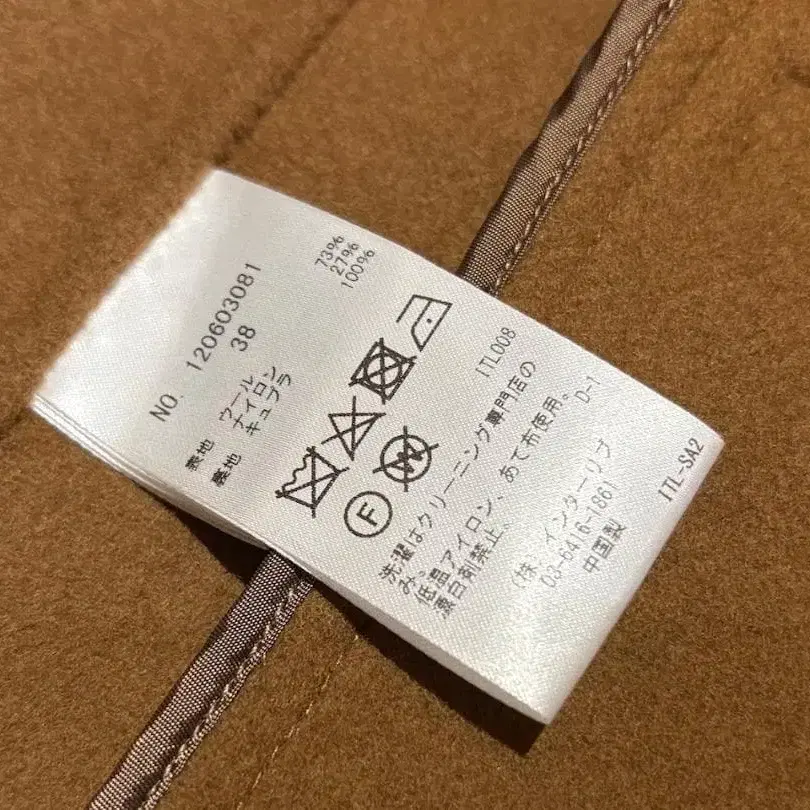 NO. 120603081
38
表地 ウール 73%
ナイロン 27%
裏地 キュプラ 100%
F
W
ITL008
洗濯はクリーニング専門店の
み。
低温アイロン、あて布使用。
漂白剤禁止。
D-1
(株) インターリブ
03-6416-1861
中国製
ITL-SA2